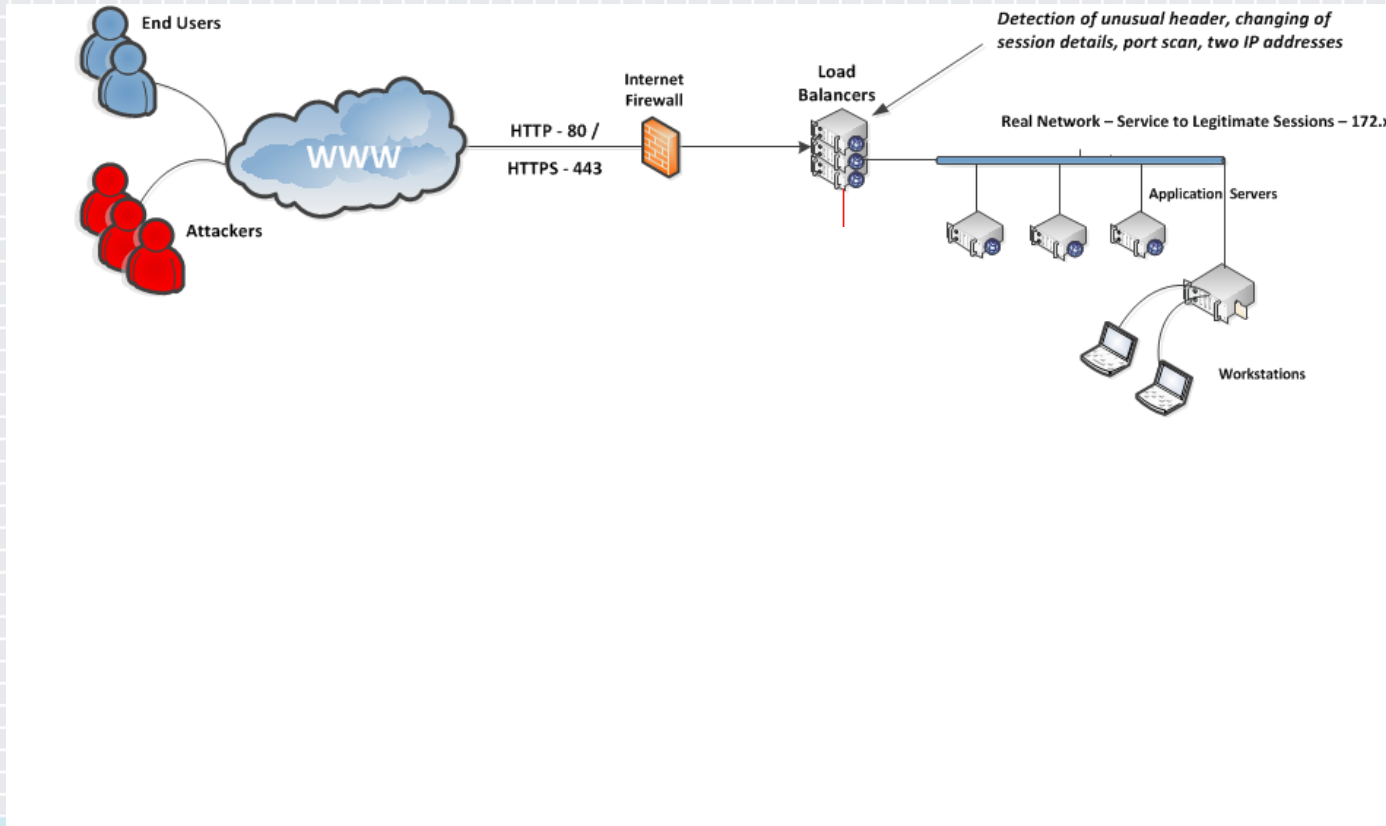 End Users
Detection of unusual header, changing of
session details, port scan, two IP addresses
Internet
Firewall
Load
Balancers
HTTP - 80 /
HTTPS - 443
WWW
Real Network – Service to Legitimate Sessions – 172.x
Application Servers
Attackers
Workstations